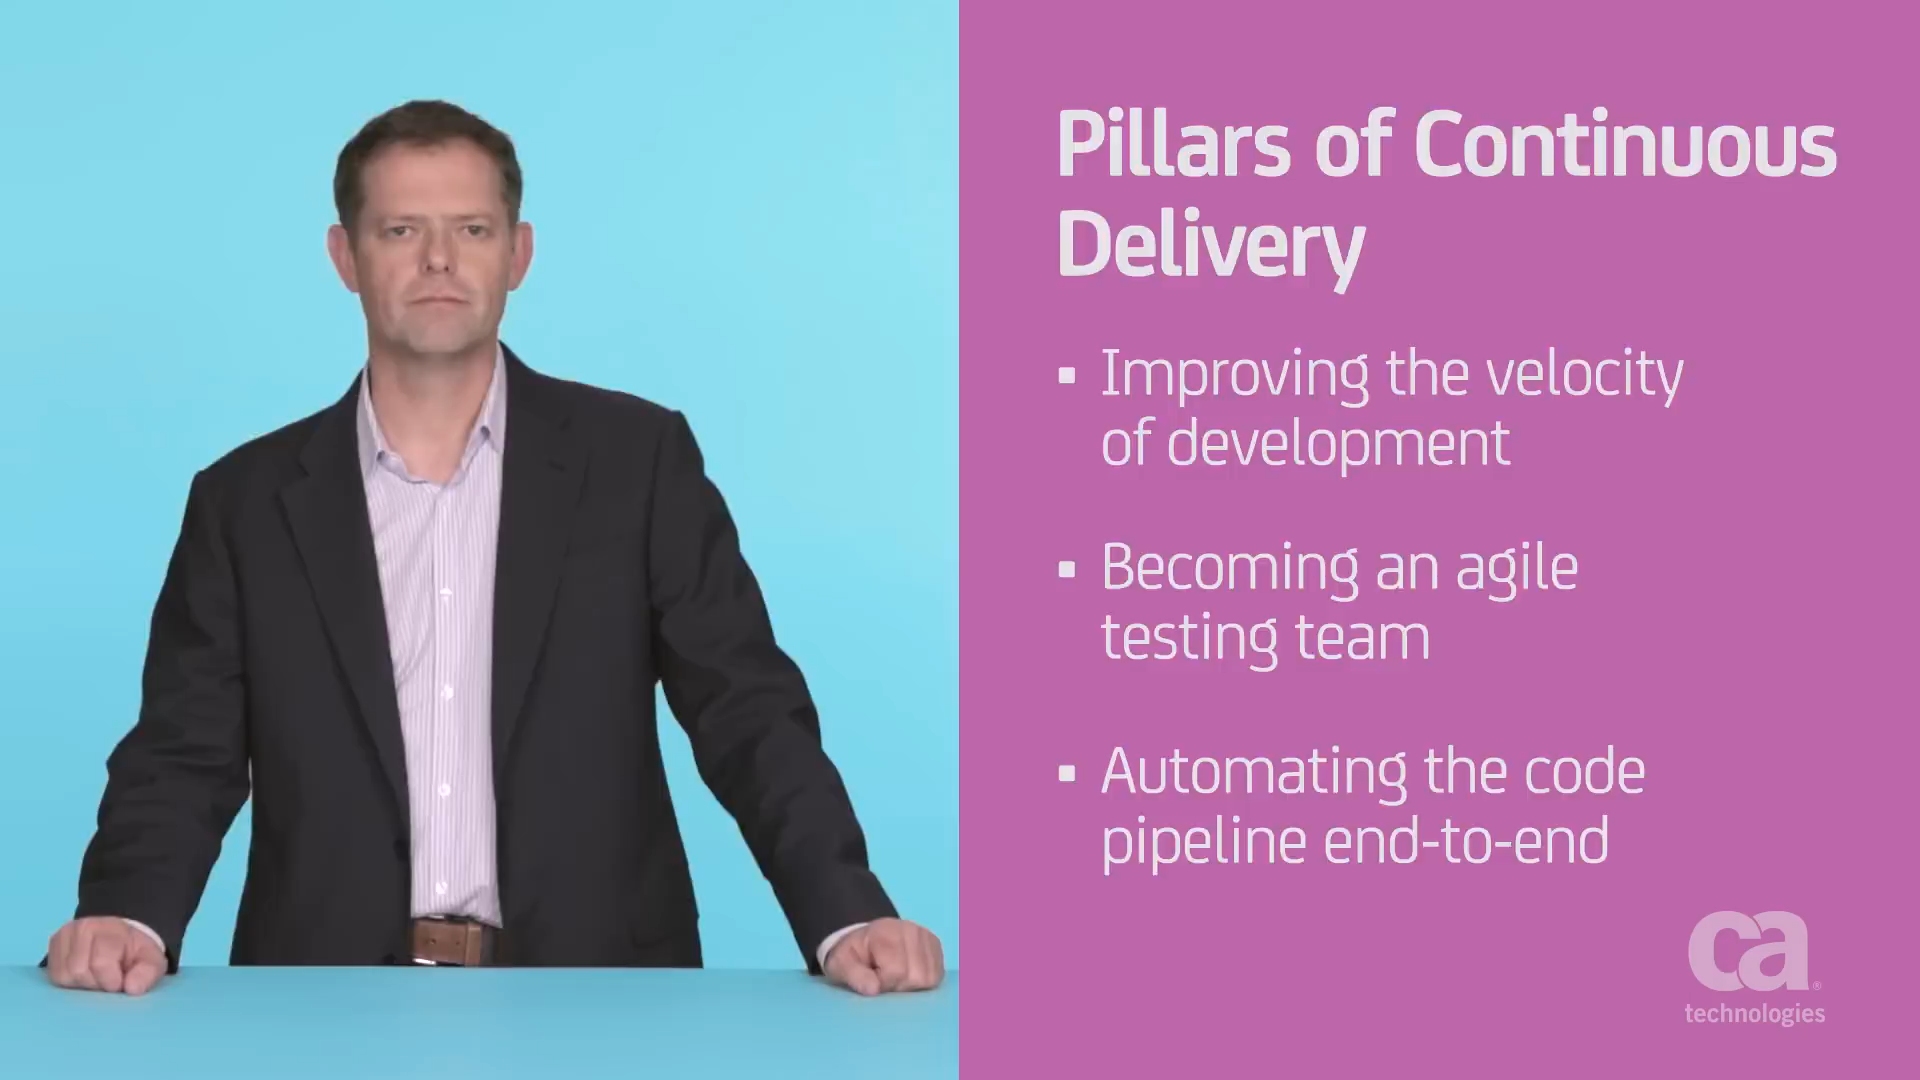 Pillars of Continuous
Delivery
▪ Improving the velocity
of development
▪ Becoming an agile
testing team
▪ Automating the code
pipeline end-to-end
ca®
technologies